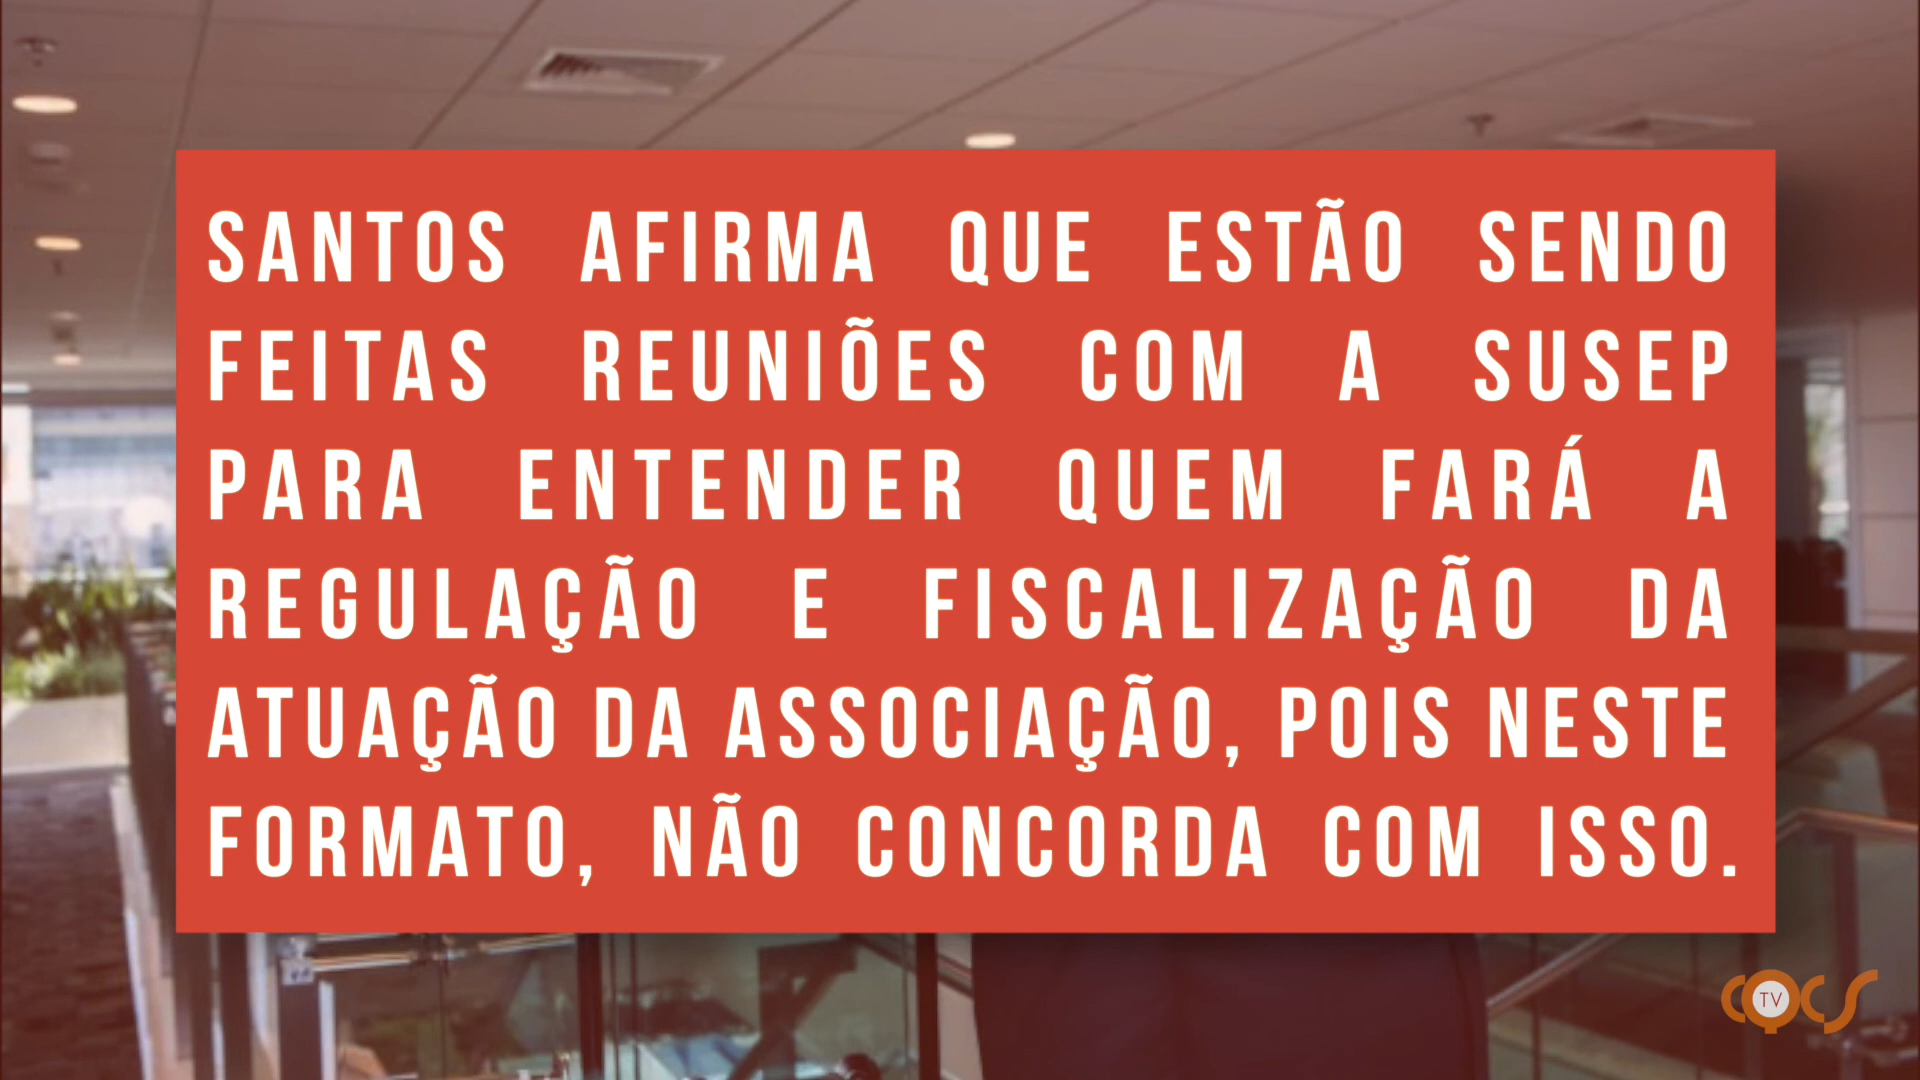 SANTOS AFIRMA QUE ESTÃO SENDO
FEITAS REUNIÕES COM A SUSEP
PARA ENTENDER QUEM FARÁ A
REGULAÇÃO E FISCALIZAÇÃO DA
ATUAÇÃO DA ASSOCIAÇÃO, POIS NESTE
FORMATO, NÃO CONCORDA COM ISSO.
CQCS
TV